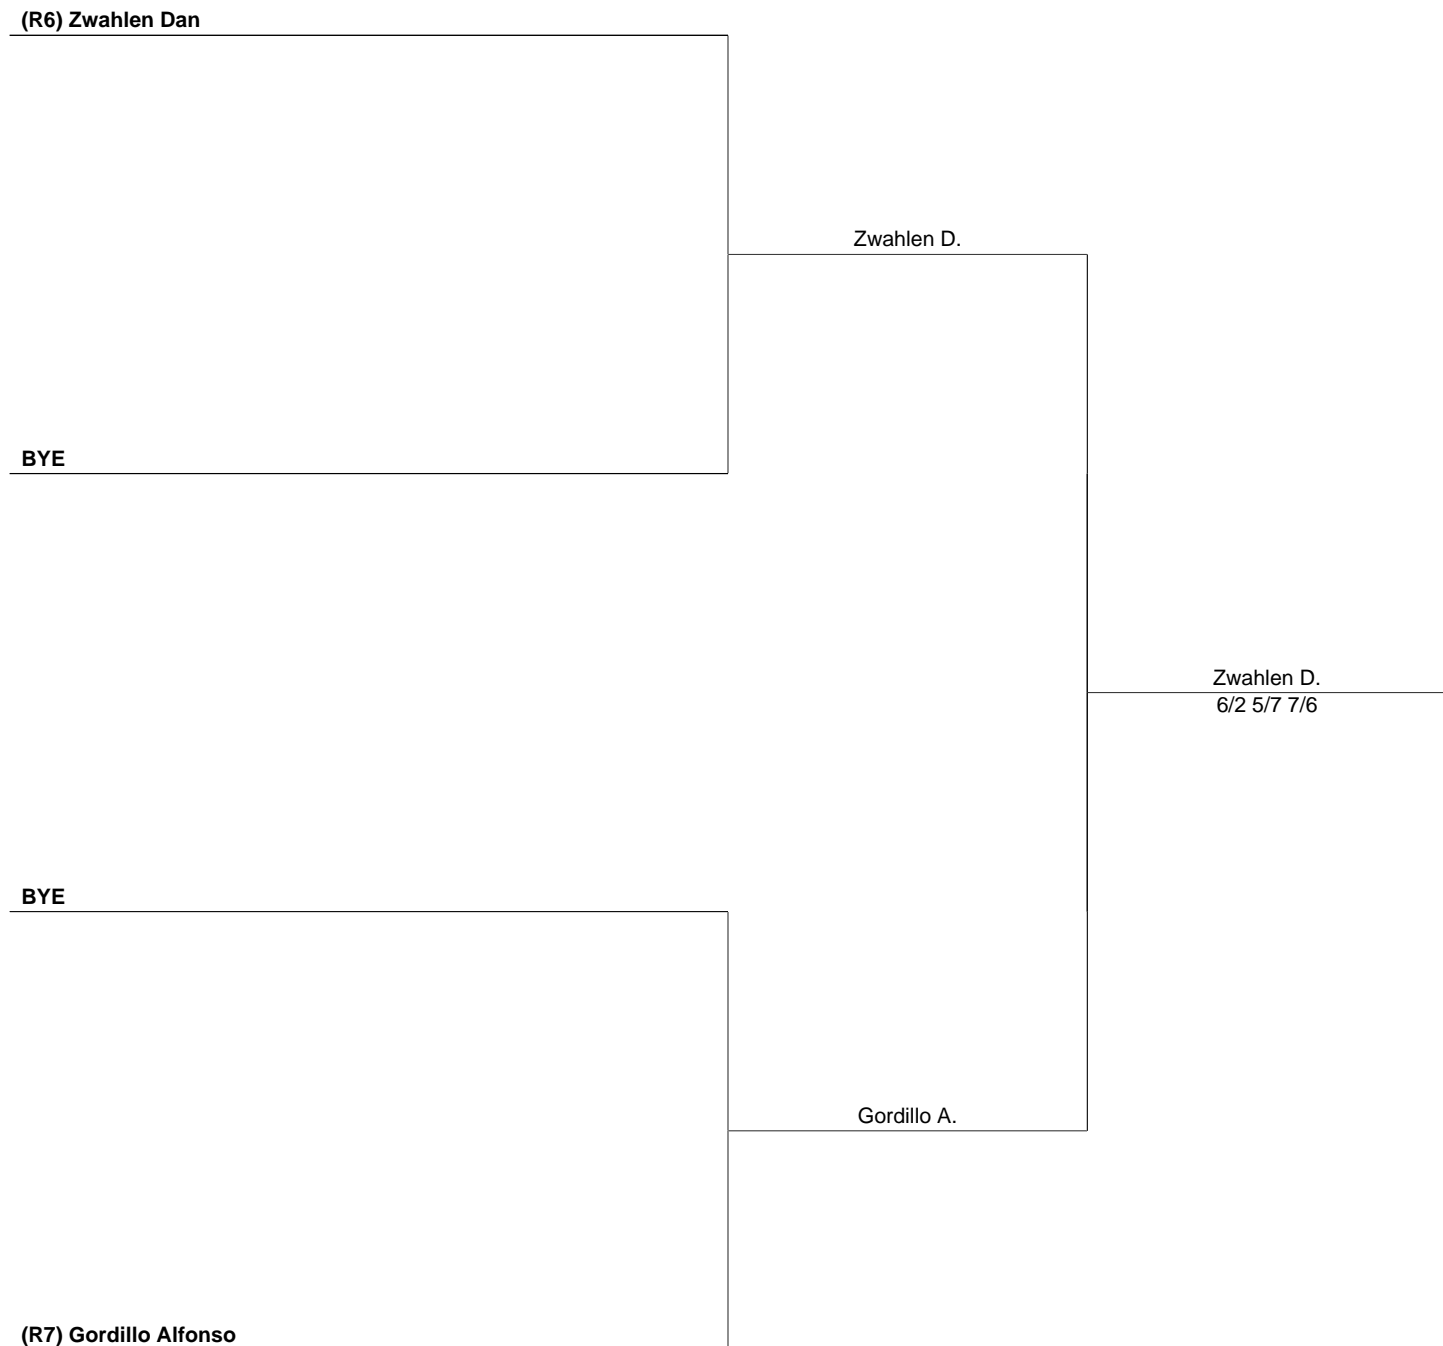 (R6) Zwahlen Dan
Zwahlen D.
BYE
Zwahlen D.
6/2 5/7 7/6
BYE
Gordillo A.
(R7) Gordillo Alfonso